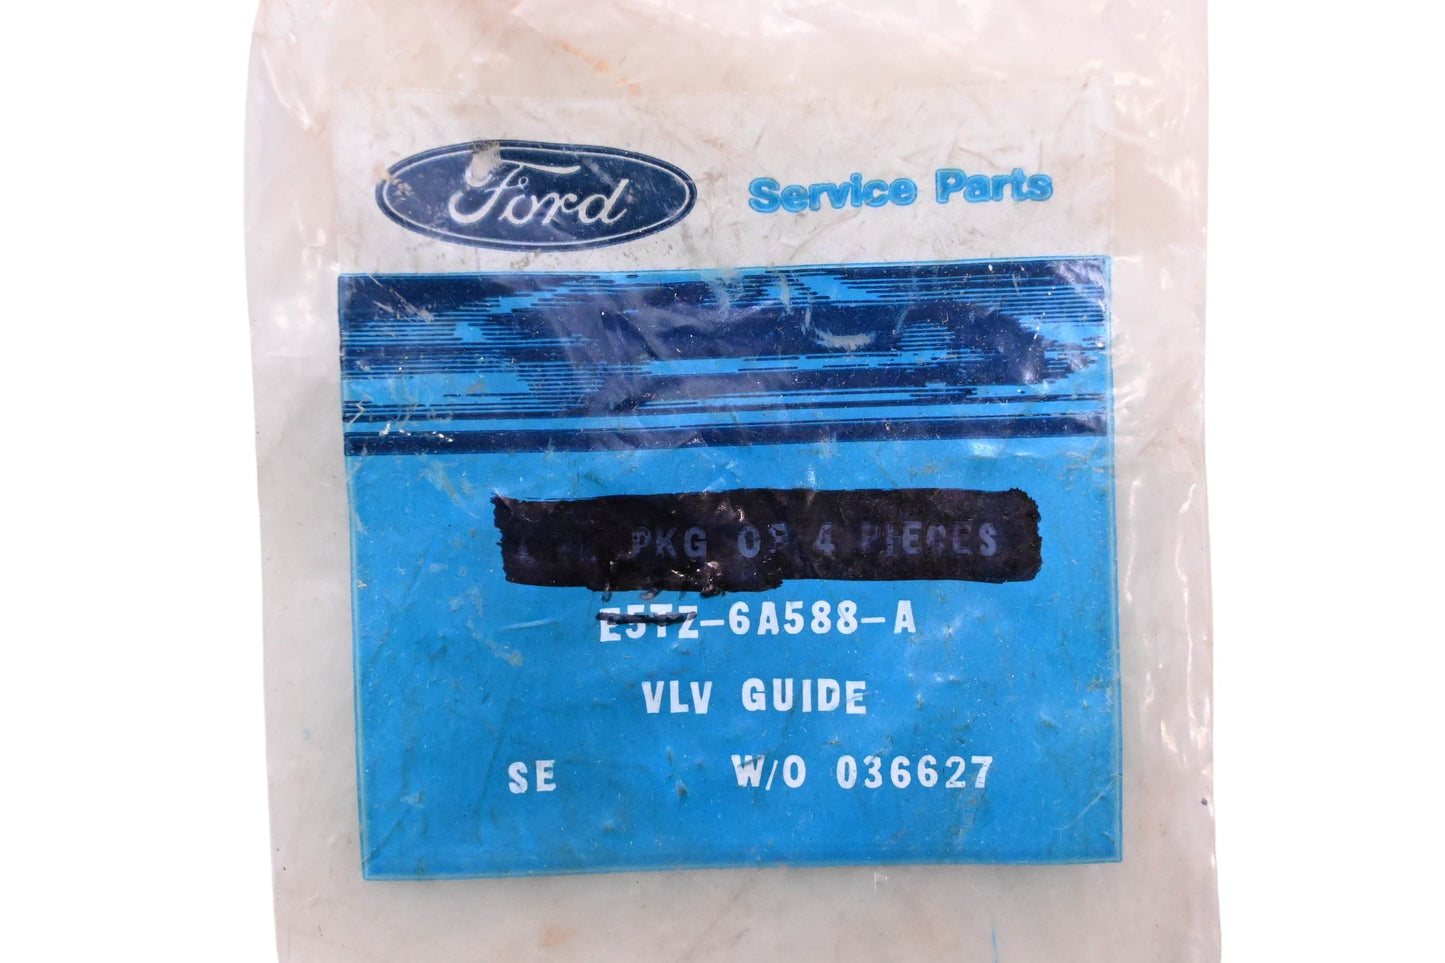 Ford Service Parts
PKG OF 4 PIECES
E5TZ-6A588-A
VLV GUIDE
SE W/O 036627